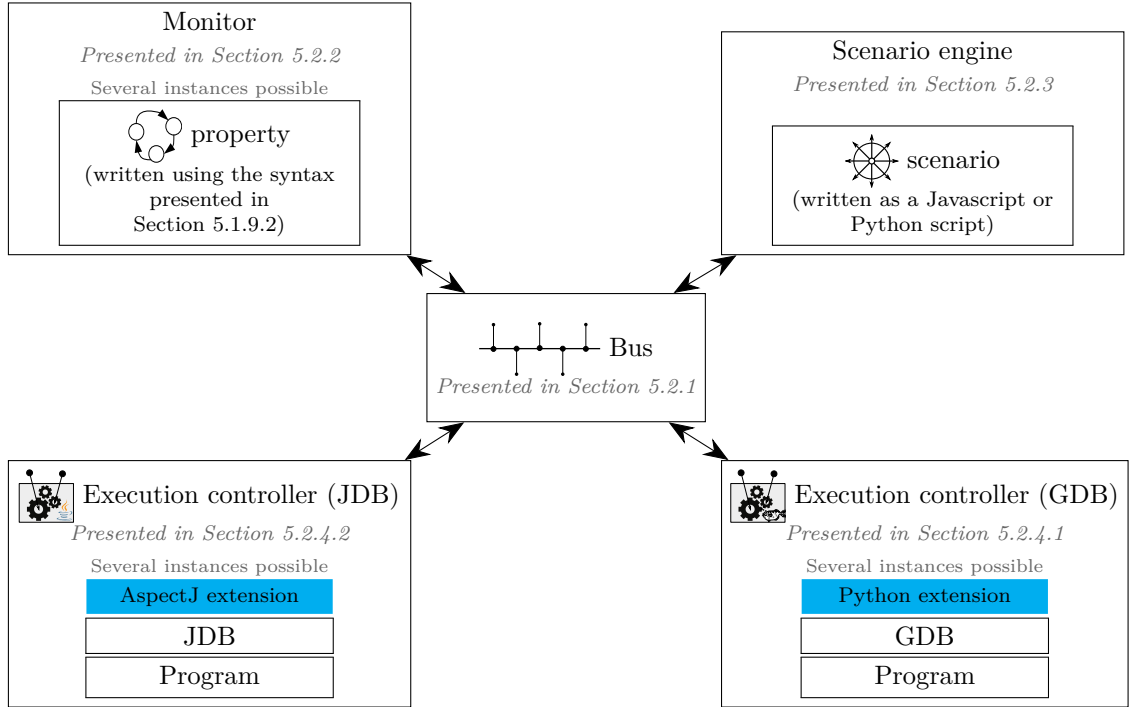 Monitor
Presented in Section 5.2.2
Several instances possible
property
(written using the syntax
presented in
Section 5.1.9.2)
Scenario engine
Presented in Section 5.2.3
scenario
(written as a Javascript or
Python script)
Bus
Presented in Section 5.2.1
Execution controller (JDB)
Presented in Section 5.2.4.2
Several instances possible
AspectJ extension
JDB
Program
Execution controller (GDB)
Presented in Section 5.2.4.1
Several instances possible
Python extension
GDB
Program